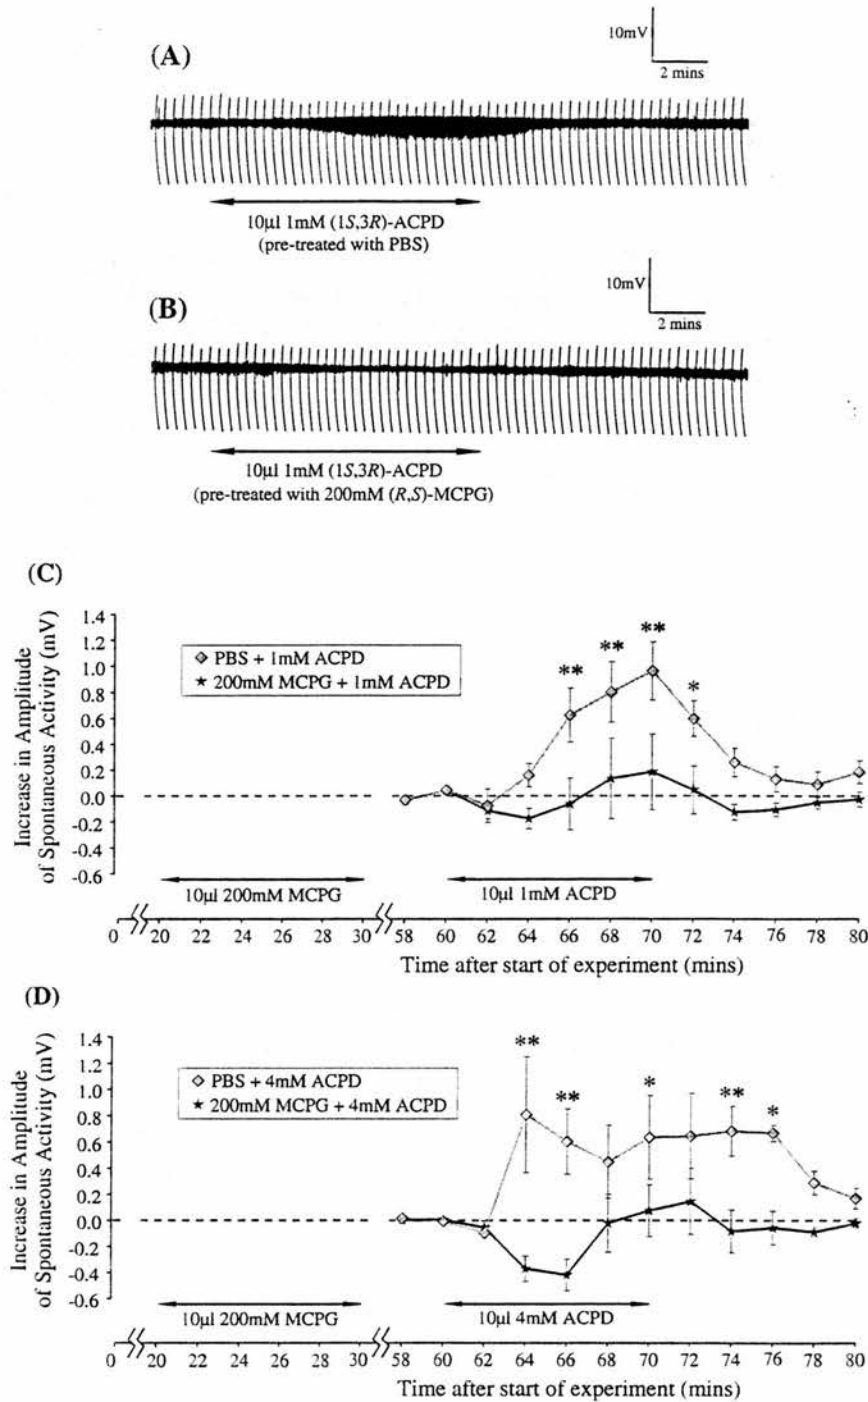 (A)
10mV
2 mins
10μl 1mM (1S,3R)-ACPD
(pre-treated with PBS)
(B)
10mV
2 mins
10μl 1mM (1S,3R)-ACPD
(pre-treated with 200mM (R,S)-MCPG)
(C)
Increase in Amplitude
of Spontaneous Activity (mV)
1.4
1.2
1.0
0.8
0.6
0.4
0.2
0.0
-0.2
-0.4
-0.6
PBS + 1mM ACPD
200mM MCPG + 1mM ACPD
** ** ** *
10μl 200mM MCPG
10μl 1mM ACPD
0 20 22 24 26 28 30 58 60 62 64 66 68 70 72 74 76 78 80
Time after start of experiment (mins)
(D)
Increase in Amplitude
of Spontaneous Activity (mV)
1.4
1.2
1.0
0.8
0.6
0.4
0.2
0.0
-0.2
-0.4
-0.6
PBS + 4mM ACPD
200mM MCPG + 4mM ACPD
** ** * ** *
10μl 200mM MCPG
10μl 4mM ACPD
0 20 22 24 26 28 30 58 60 62 64 66 68 70 72 74 76 78 80
Time after start of experiment (mins)